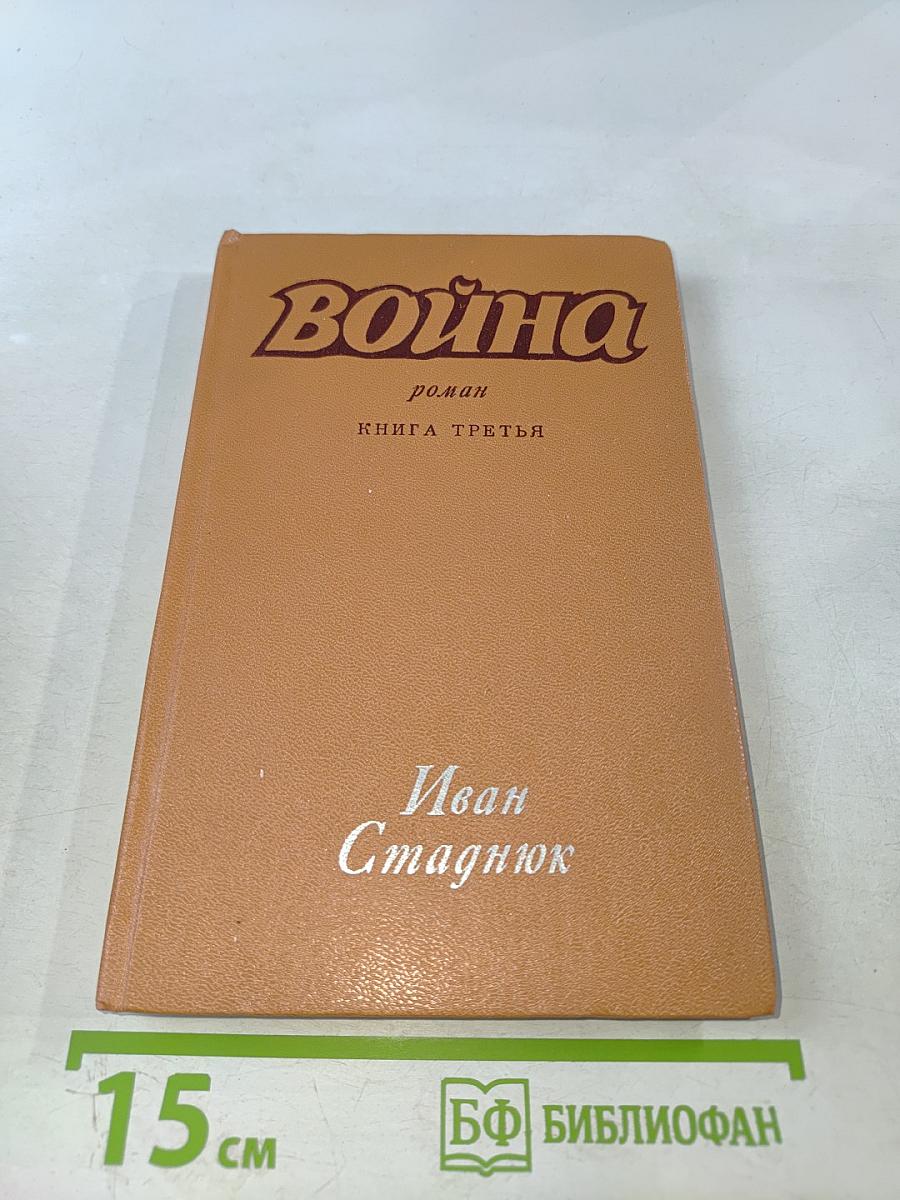 Война
роман
КНИГА ТРЕТЬЯ
Иван
Стаднюк
15 см
БФ БИБЛИОФАН